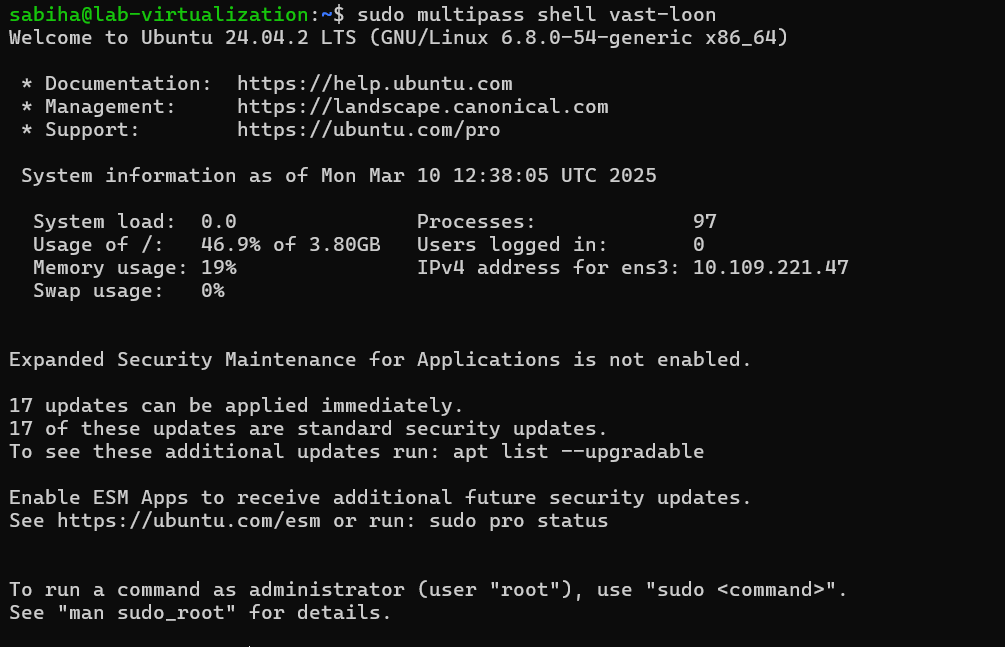 sabiha@lab-virtualization:~$ sudo multipass shell vast-loon
Welcome to Ubuntu 24.04.2 LTS (GNU/Linux 6.8.0-54-generic x86_64)
* Documentation: https://help.ubuntu.com
* Management: https://landscape.canonical.com
* Support: https://ubuntu.com/pro
System information as of Mon Mar 10 12:38:05 UTC 2025
System load: 0.0 Processes: 97
Usage of /: 46.9% of 3.80GB Users logged in: 0
Memory usage: 19% IPv4 address for ens3: 10.109.221.47
Swap usage: 0%
Expanded Security Maintenance for Applications is not enabled.
17 updates can be applied immediately.
17 of these updates are standard security updates.
To see these additional updates run: apt list --upgradable
Enable ESM Apps to receive additional future security updates.
See https://ubuntu.com/esm or run: sudo pro status
To run a command as administrator (user "root"), use "sudo <command>".
See "man sudo_root" for details.